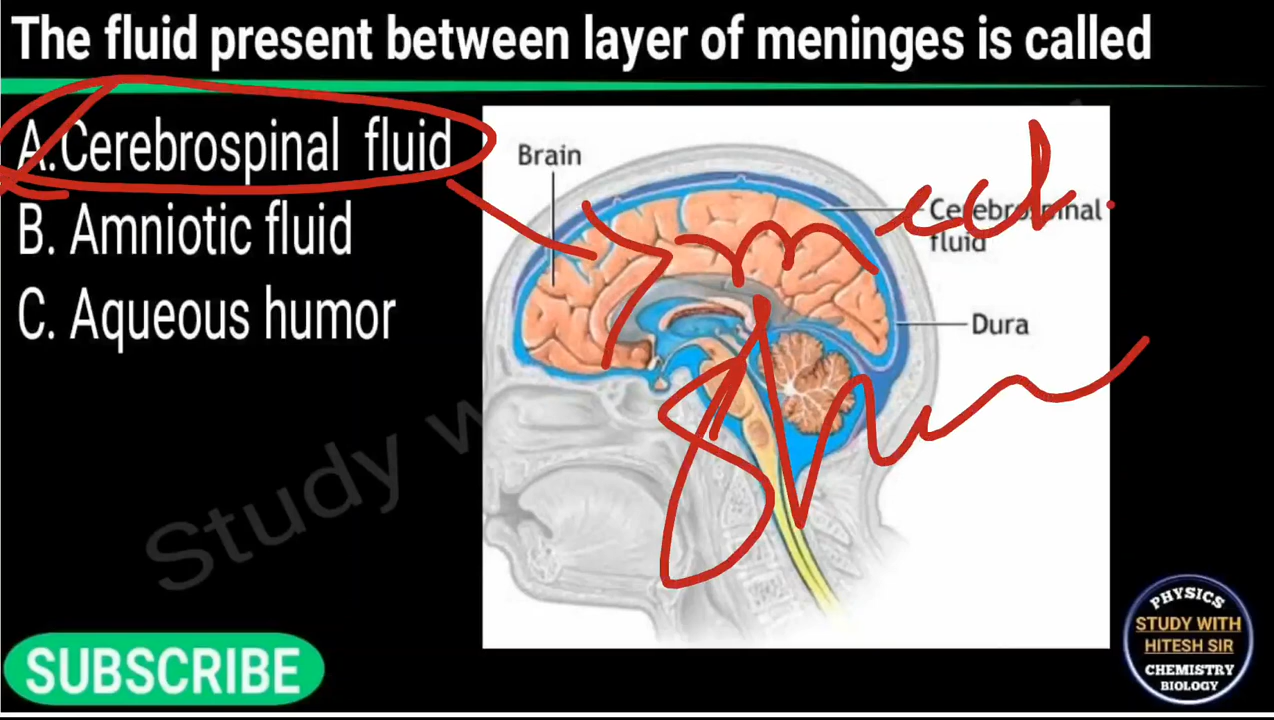 The fluid present between layer of meninges is called
A. Cerebrospinal fluid
B. Amniotic fluid
C. Aqueous humor
Brain
Cerebrospinal
fluid
Dura
Study w
SUBSCRIBE
PHYSICS
STUDY WITH
HITESH SIR
CHEMISTRY
BIOLOGY